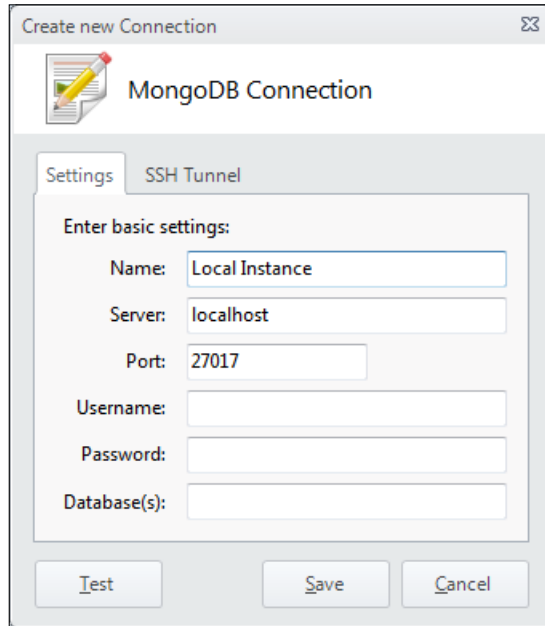 Create new Connection
MongoDB Connection
Settings SSH Tunnel
Enter basic settings:
Name: Local Instance
Server: localhost
Port: 27017
Username:
Password:
Database(s):
Test Save Cancel